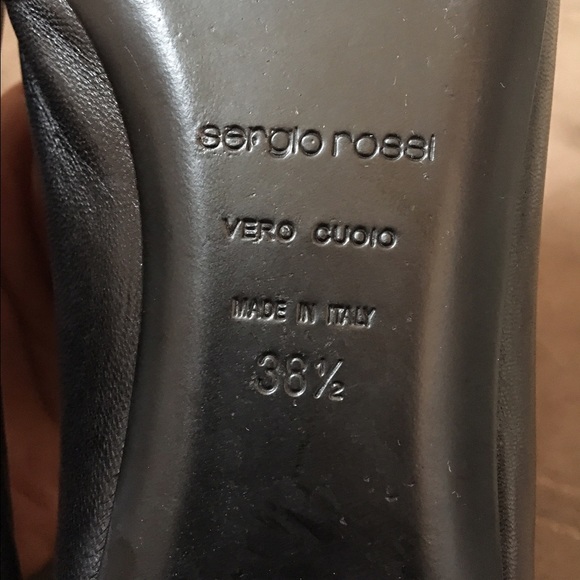 sergio rossi
VERO CUOIO
MADE IN ITALY
38½